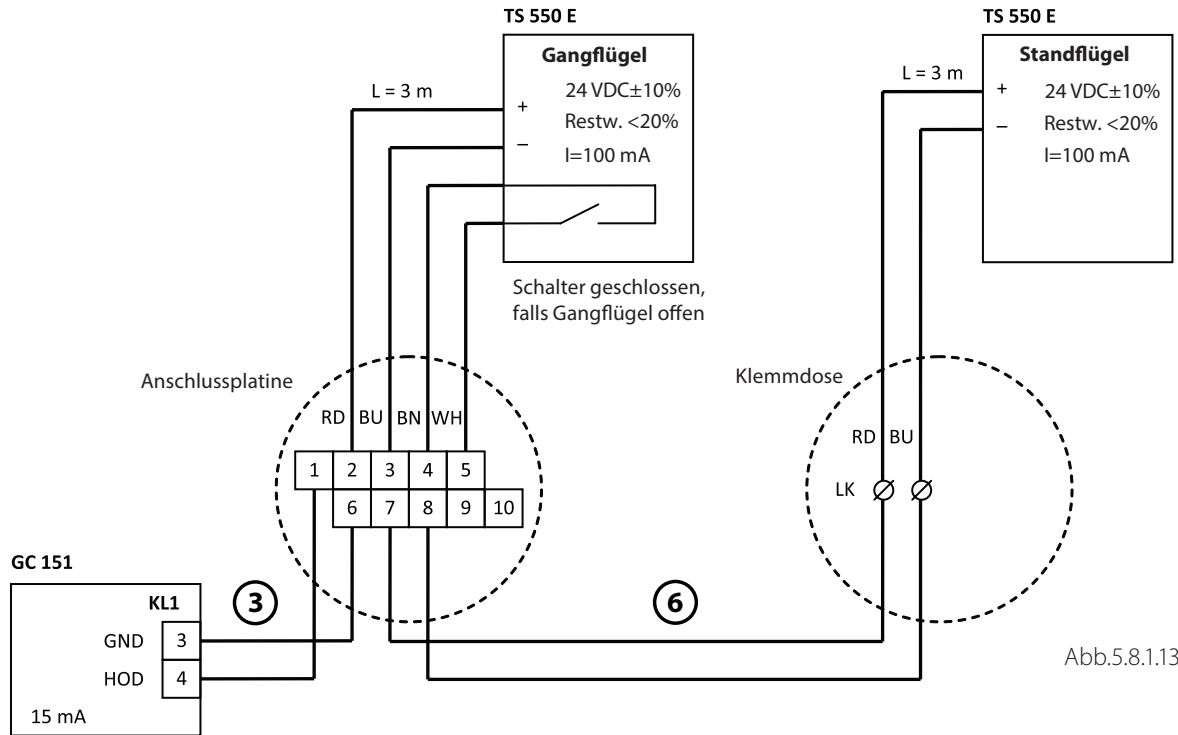 TS 550 E
Gangflügel
24 VDC±10%
Restw. <20%
I=100 mA
+
–
L = 3 m
Schalter geschlossen,
falls Gangflügel offen
TS 550 E
Standflügel
24 VDC±10%
Restw. <20%
I=100 mA
+
–
L = 3 m
Anschlussplatine
RD BU BN WH
1 2 3 4 5
6 7 8 9 10
Klemmdose
RD BU
LK
GC 151
KL1
GND 3
HOD 4
15 mA
3
6
Abb.5.8.1.13